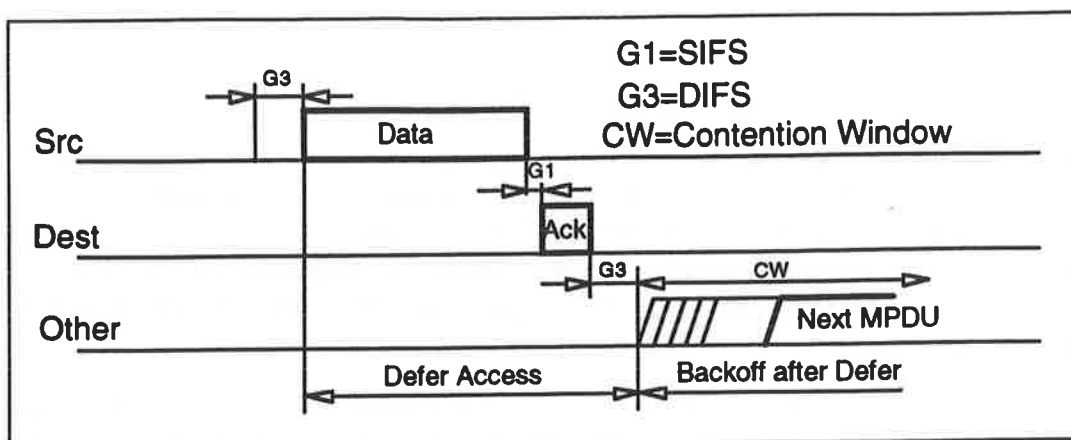 G1=SIFS
G3
G3=DIFS
Src
Data
CW=Contention Window
G1
Dest
Ack
G3
CW
Other
Next MPDU
Defer Access
Backoff after Defer